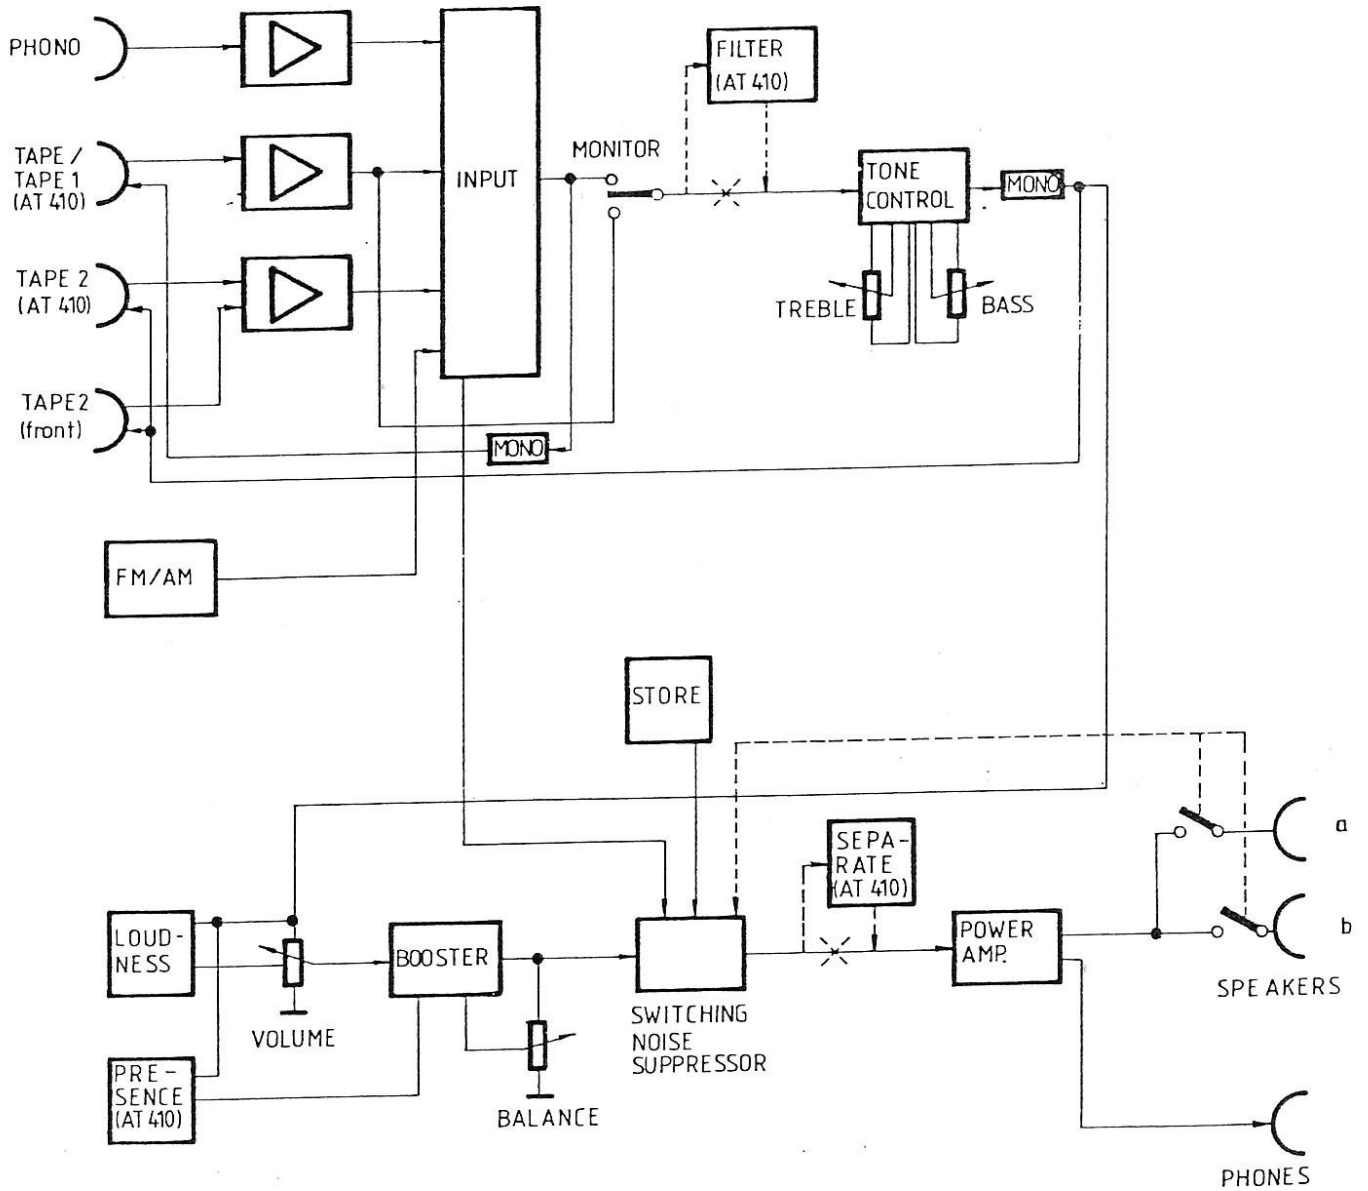 PHONO
TAPE /
TAPE 1
(AT 410)
TAPE 2
(AT 410)
TAPE2
(front)
INPUT
MONITOR
FILTER
(AT 410)
TONE
CONTROL
MONO
TREBLE
BASS
MONO
FM/AM
STORE
SEPA-
RATE
(AT 410)
LOUD-
NESS
VOLUME
BOOSTER
BALANCE
SWITCHING
NOISE
SUPPRESSOR
POWER
AMP.
a
b
SPEAKERS
PRE-
SENCE
(AT 410)
PHONES